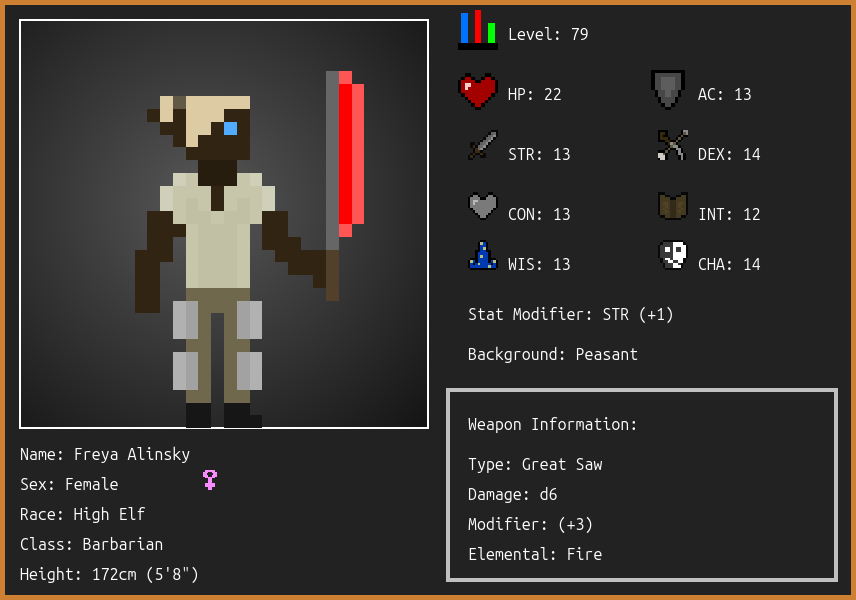 Level: 79
HP: 22
AC: 13
STR: 13
DEX: 14
CON: 13
INT: 12
WIS: 13
CHA: 14
Stat Modifier: STR (+1)
Background: Peasant
Name: Freya Alinsky
Sex: Female
Race: High Elf
Class: Barbarian
Height: 172cm (5'8")
Weapon Information:
Type: Great Saw
Damage: d6
Modifier: (+3)
Elemental: Fire